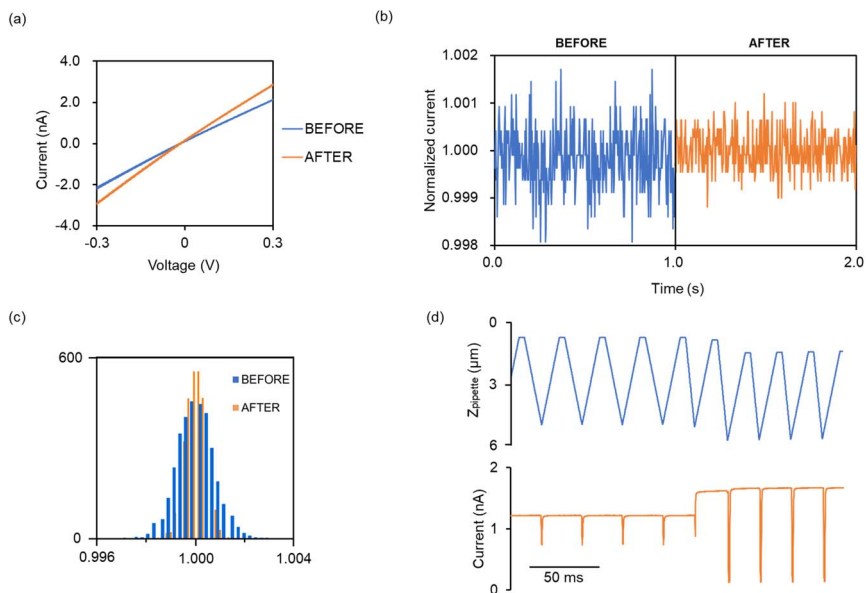 (a)
4.0
2.0
0.0
-2.0
-4.0
-0.3
0
0.3
Current (nA)
Voltage (V)
BEFORE
AFTER
(b)
BEFORE
AFTER
1.002
1.001
1.000
0.999
0.998
0.0
1.0
2.0
Normalized current
Time (s)
(c)
600
0
0.996
1.000
1.004
BEFORE
AFTER
(d)
0
3
6
Zpipette (µm)
2
1
0
Current (nA)
50 ms